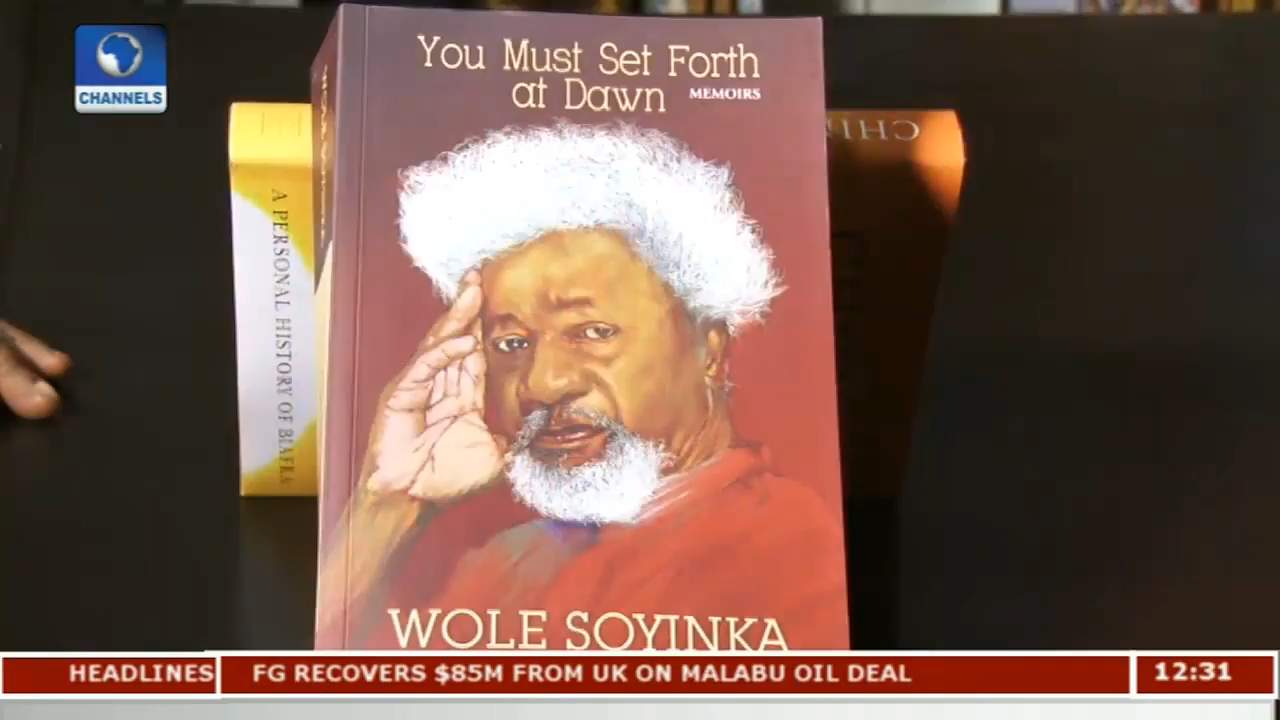 CHANNELS
You Must Set Forth
at Dawn
MEMOIRS
A PERSONAL HISTORY OF BIAFRA
WOLE SOYINKA
HEADLINES
FG RECOVERS $85M FROM UK ON MALABU OIL DEAL
12:31